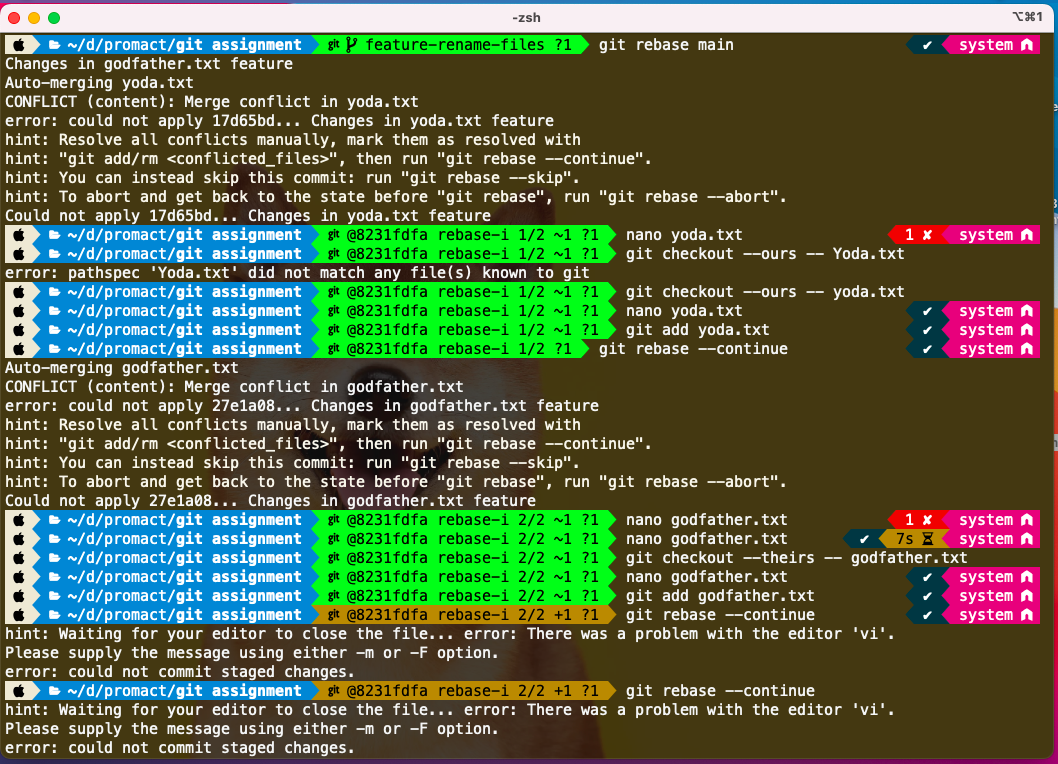 -zsh
⌥⌘1
~/d/promact/git assignment git feature-rename-files ?1 git rebase main ✔ system
Changes in godfather.txt feature
Auto-merging yoda.txt
CONFLICT (content): Merge conflict in yoda.txt
error: could not apply 17d65bd... Changes in yoda.txt feature
hint: Resolve all conflicts manually, mark them as resolved with
hint: "git add/rm <conflicted_files>", then run "git rebase --continue".
hint: You can instead skip this commit: run "git rebase --skip".
hint: To abort and get back to the state before "git rebase", run "git rebase --abort".
Could not apply 17d65bd... Changes in yoda.txt feature
~/d/promact/git assignment git @8231fdfa rebase-i 1/2 ~1 ?1 nano yoda.txt 1 ✘ system
~/d/promact/git assignment git @8231fdfa rebase-i 1/2 ~1 ?1 git checkout --ours -- Yoda.txt
error: pathspec 'Yoda.txt' did not match any file(s) known to git
~/d/promact/git assignment git @8231fdfa rebase-i 1/2 ~1 ?1 git checkout --ours -- yoda.txt
~/d/promact/git assignment git @8231fdfa rebase-i 1/2 ~1 ?1 nano yoda.txt ✔ system
~/d/promact/git assignment git @8231fdfa rebase-i 1/2 ~1 ?1 git add yoda.txt ✔ system
~/d/promact/git assignment git @8231fdfa rebase-i 1/2 ?1 git rebase --continue ✔ system
Auto-merging godfather.txt
CONFLICT (content): Merge conflict in godfather.txt
error: could not apply 27e1a08... Changes in godfather.txt feature
hint: Resolve all conflicts manually, mark them as resolved with
hint: "git add/rm <conflicted_files>", then run "git rebase --continue".
hint: You can instead skip this commit: run "git rebase --skip".
hint: To abort and get back to the state before "git rebase", run "git rebase --abort".
Could not apply 27e1a08... Changes in godfather.txt feature
~/d/promact/git assignment git @8231fdfa rebase-i 2/2 ~1 ?1 nano godfather.txt 1 ✘ system
~/d/promact/git assignment git @8231fdfa rebase-i 2/2 ~1 ?1 nano godfather.txt ✔ 7s system
~/d/promact/git assignment git @8231fdfa rebase-i 2/2 ~1 ?1 git checkout --theirs -- godfather.txt
~/d/promact/git assignment git @8231fdfa rebase-i 2/2 ~1 ?1 nano godfather.txt ✔ system
~/d/promact/git assignment git @8231fdfa rebase-i 2/2 ~1 ?1 git add godfather.txt ✔ system
~/d/promact/git assignment git @8231fdfa rebase-i 2/2 +1 ?1 git rebase --continue ✔ system
hint: Waiting for your editor to close the file... error: There was a problem with the editor 'vi'.
Please supply the message using either -m or -F option.
error: could not commit staged changes.
~/d/promact/git assignment git @8231fdfa rebase-i 2/2 +1 ?1 git rebase --continue
hint: Waiting for your editor to close the file... error: There was a problem with the editor 'vi'.
Please supply the message using either -m or -F option.
error: could not commit staged changes.